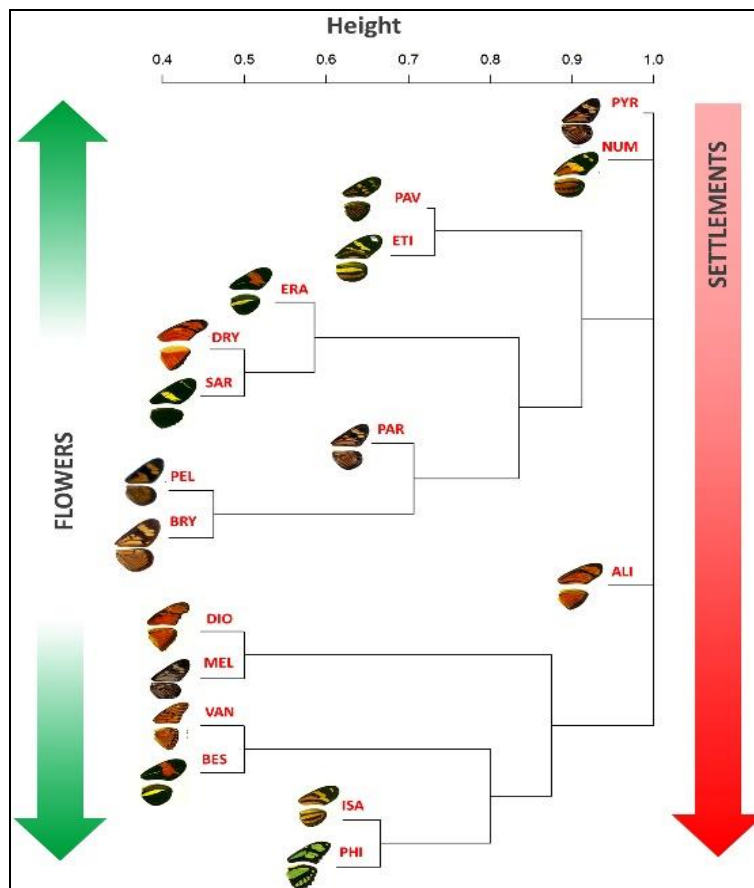 Height
0.4 0.5 0.6 0.7 0.8 0.9 1.0
PYR
NUM
PAV
ETI
ERA
DRY
SAR
PAR
PEL
BRY
ALI
DIO
MEL
VAN
BES
ISA
PHI
FLOWERS
SETTLEMENTS